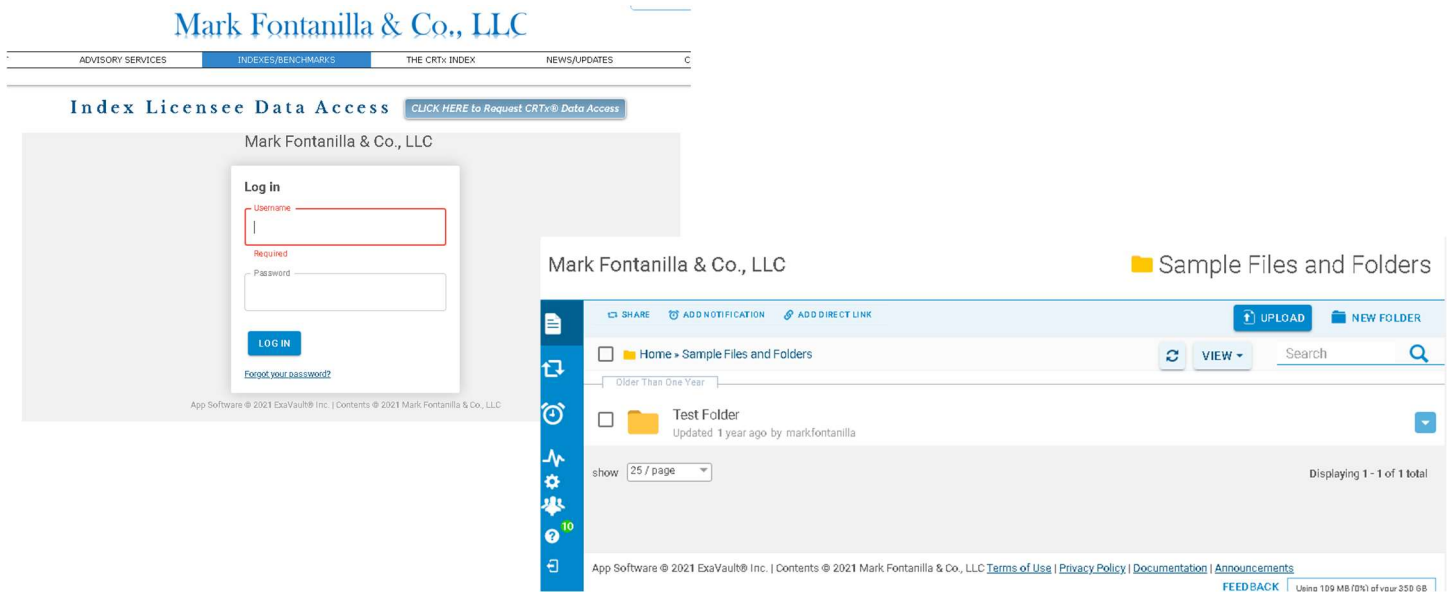 Mark Fontanilla & Co., LLC
ADVISORY SERVICES INDEXES/BENCHMARKS THE CRTx INDEX NEWS/UPDATES C
Index Licensee Data Access CLICK HERE to Request CRTx® Data Access
Mark Fontanilla & Co., LLC
Log in
Username
Required
Password
LOG IN
Forgot your password?
App Software © 2021 ExaVault® Inc. | Contents © 2021 Mark Fontanilla & Co., LLC
Mark Fontanilla & Co., LLC Sample Files and Folders
SHARE ADD NOTIFICATION ADD DIRECT LINK UPLOAD NEW FOLDER
Home » Sample Files and Folders VIEW Search
Older Than One Year
Test Folder
Updated 1 year ago by markfontanilla
show 25 / page Displaying 1 - 1 of 1 total
10
App Software © 2021 ExaVault® Inc. | Contents © 2021 Mark Fontanilla & Co., LLC Terms of Use | Privacy Policy | Documentation | Announcements
FEEDBACK Using 109 MB (0%) of your 350 GB